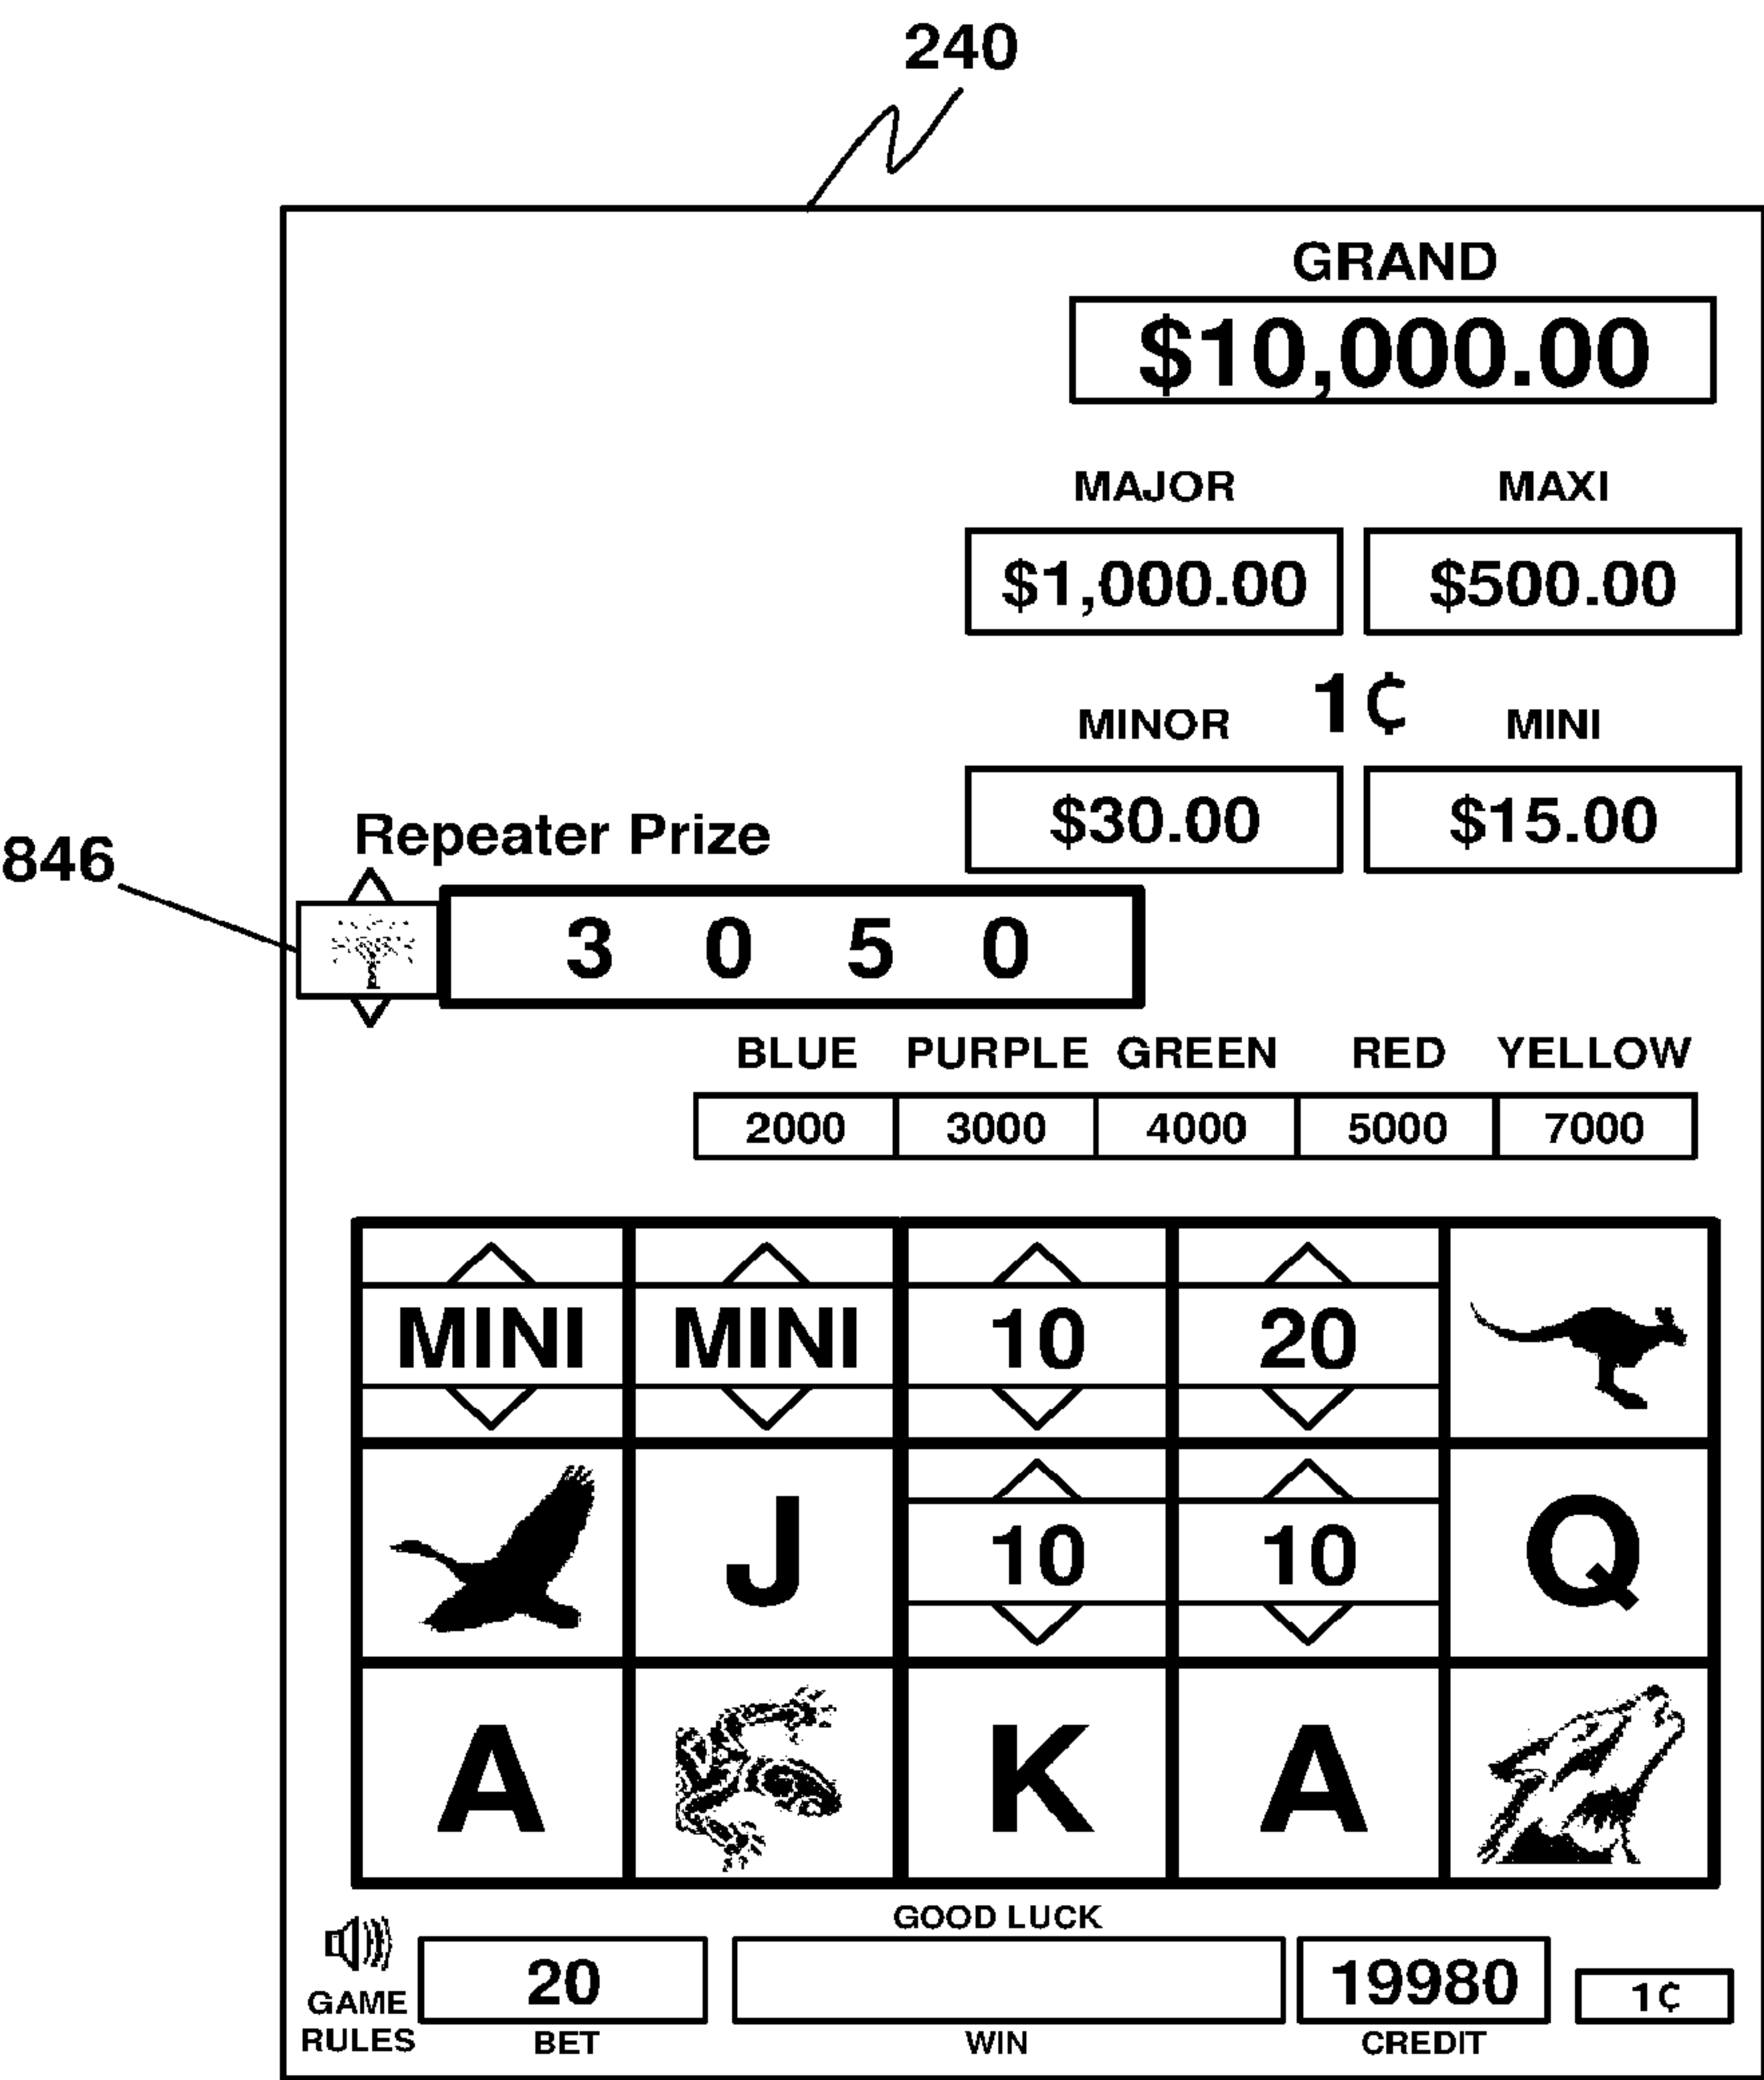 240
GRAND
$10,000.00
MAJOR MAXI
$1,000.00 $500.00
1¢
MINOR MINI
$30.00 $15.00
Repeater Prize
846
3 0 5 0
BLUE PURPLE GREEN RED YELLOW
2000 3000 4000 5000 7000
MINI MINI 10 20
J 10 10 Q
A K A
GOOD LUCK
20 19980 1¢
GAME
RULES BET WIN CREDIT